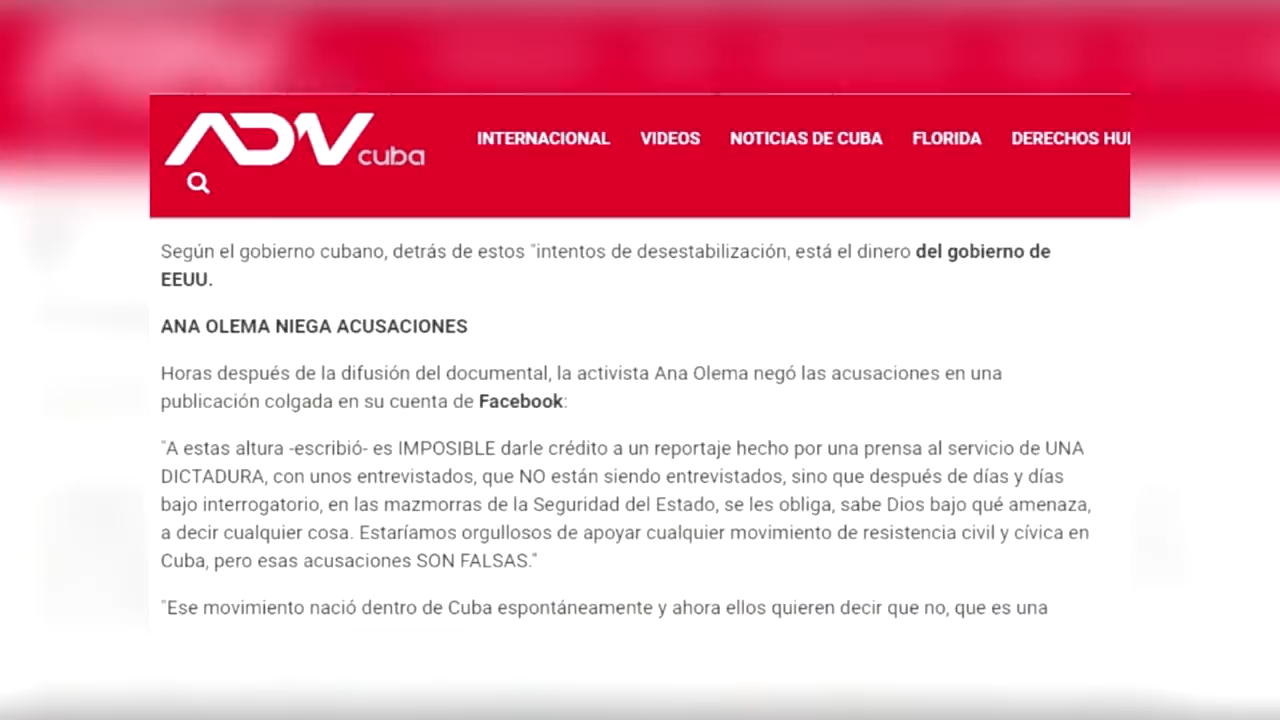 ADN cuba
INTERNACIONAL VIDEOS NOTICIAS DE CUBA FLORIDA DERECHOS HU
Según el gobierno cubano, detrás de estos "intentos de desestabilización, está el dinero del gobierno de
EEUU.
ANA OLEMA NIEGA ACUSACIONES
Horas después de la difusión del documental, la activista Ana Olema negó las acusaciones en una
publicación colgada en su cuenta de Facebook:
"A estas altura -escribió- es IMPOSIBLE darle crédito a un reportaje hecho por una prensa al servicio de UNA
DICTADURA, con unos entrevistados, que NO están siendo entrevistados, sino que después de días y días
bajo interrogatorio, en las mazmorras de la Seguridad del Estado, se les obliga, sabe Dios bajo qué amenaza,
a decir cualquier cosa. Estaríamos orgullosos de apoyar cualquier movimiento de resistencia civil y cívica en
Cuba, pero esas acusaciones SON FALSAS."
"Ese movimiento nació dentro de Cuba espontáneamente y ahora ellos quieren decir que no, que es una